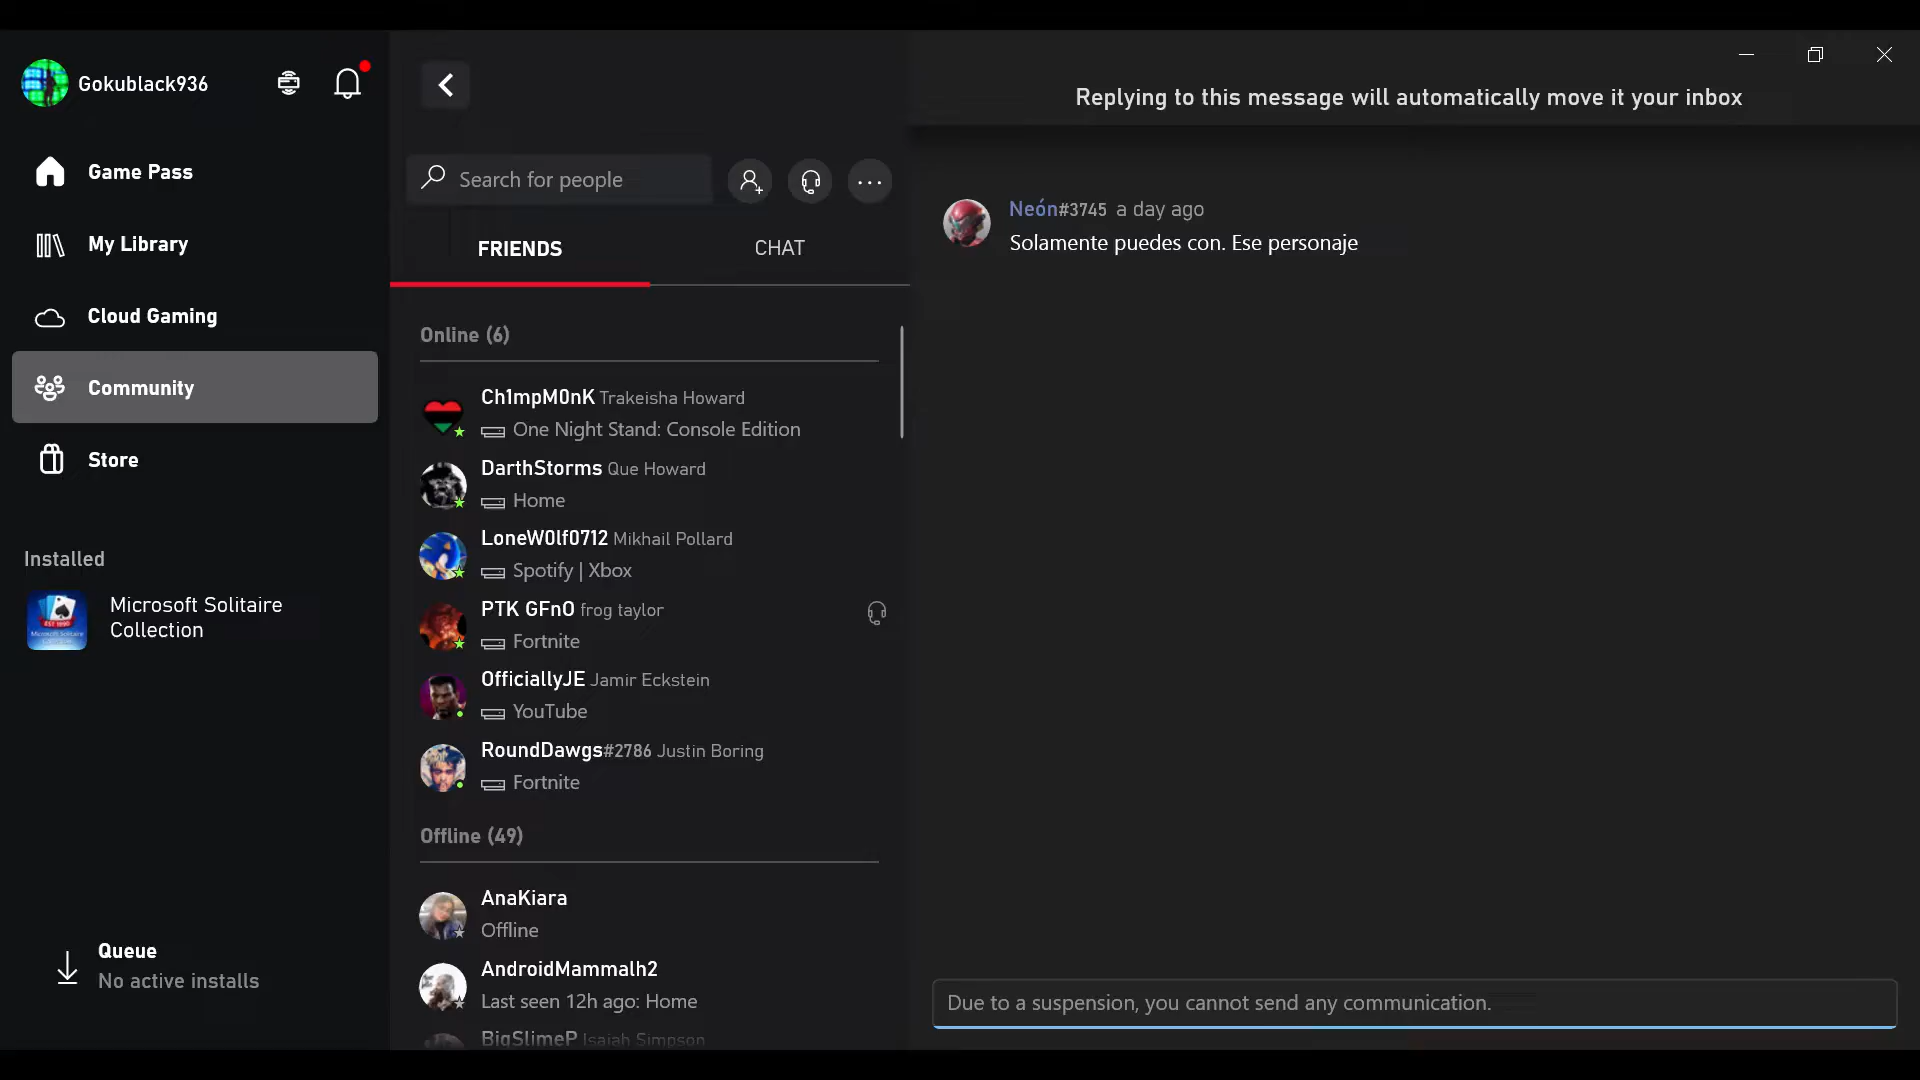 Gokublack936
Game Pass
My Library
Cloud Gaming
Community
Store
Installed
Microsoft Solitaire
Collection
Queue
No active installs
Search for people
FRIENDS
CHAT
Online (6)
Ch1mpM0nK Trakeisha Howard
One Night Stand: Console Edition
DarthStorms Que Howard
Home
LoneW0lf0712 Mikhail Pollard
Spotify | Xbox
PTK GFnO frog taylor
Fortnite
OfficiallyJE Jamir Eckstein
YouTube
RoundDawgs#2786 Justin Boring
Fortnite
Offline (49)
AnaKiara
Offline
AndroidMammalh2
Last seen 12h ago: Home
BigSlimeP Isaiah Simpson
Replying to this message will automatically move it your inbox
Neón#3745 a day ago
Solamente puedes con. Ese personaje
Due to a suspension, you cannot send any communication.